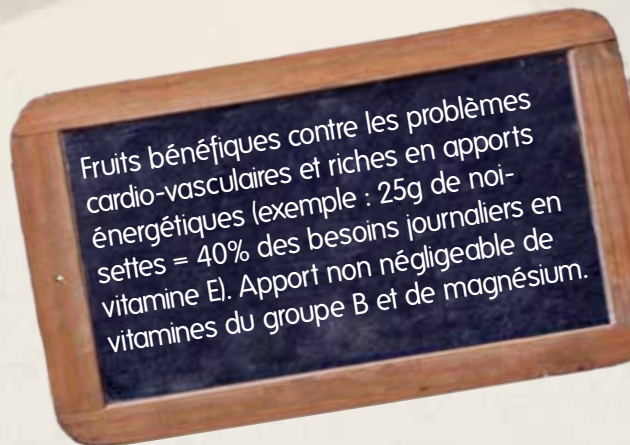 Fruits bénéfiques contre les problèmes
cardio-vasculaires et riches en apports
énergétiques (exemple : 25g de noi-
settes = 40% des besoins journaliers en
vitamine E). Apport non négligeable de
vitamines du groupe B et de magnésium.